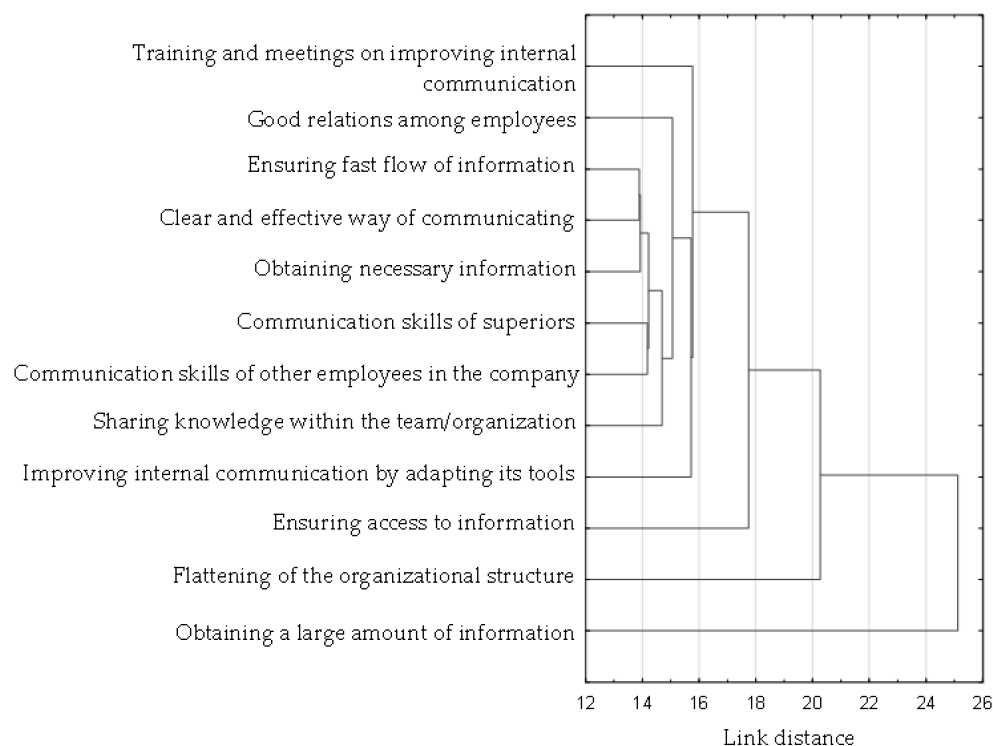 Training and meetings on improving internal
communication
Good relations among employees
Ensuring fast flow of information
Clear and effective way of communicating
Obtaining necessary information
Communication skills of superiors
Communication skills of other employees in the company
Sharing knowledge within the team/organization
Improving internal communication by adapting its tools
Ensuring access to information
Flattening of the organizational structure
Obtaining a large amount of information
12 14 16 18 20 22 24 26
Link distance